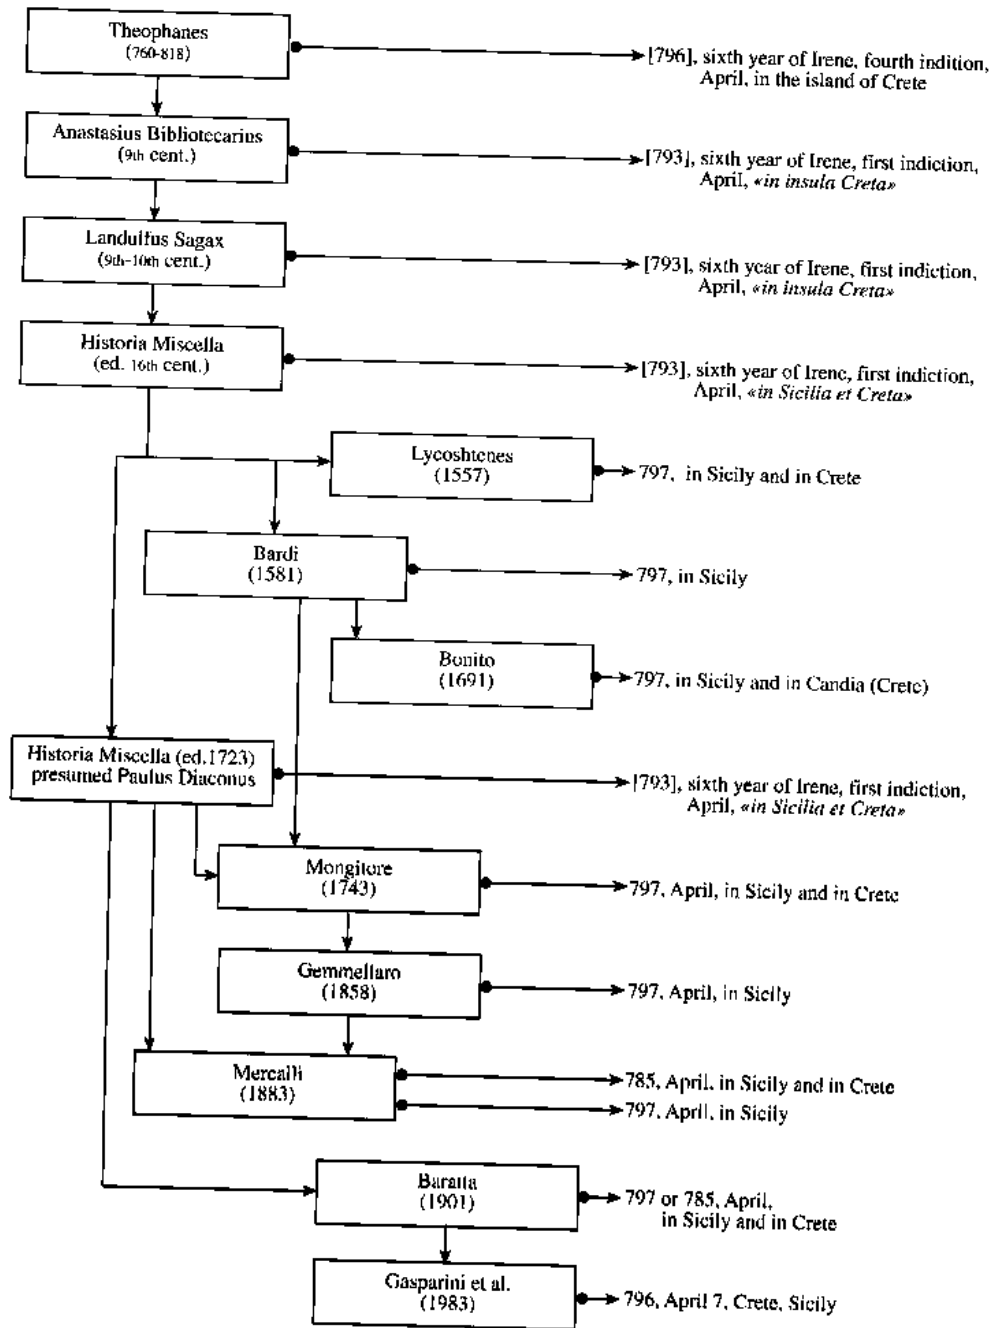 Theophanes
(760-818)
[796], sixth year of Irene, fourth indition,
April, in the island of Crete
Anastasius Bibliotecarius
(9th cent.)
[793], sixth year of Irene, first indiction,
April, «in insula Creta»
Landulfus Sagax
(9th-10th cent.)
[793], sixth year of Irene, first indiction,
April, «in insula Creta»
Historia Miscella
(ed. 16th cent.)
[793], sixth year of Irene, first indiction,
April, «in Sicilia et Creta»
Lycoshtenes
(1557)
797, in Sicily and in Crete
Bardi
(1581)
797, in Sicily
Bonito
(1691)
797, in Sicily and in Candia (Crete)
Historia Miscella (ed.1723)
presumed Paulus Diaconus
[793], sixth year of Irene, first indiction,
April, «in Sicilia et Creta»
Mongitore
(1743)
797, April, in Sicily and in Crete
Gemmellaro
(1858)
797, April, in Sicily
Mercalli
(1883)
785, April, in Sicily and in Crete
797, April, in Sicily
Baratta
(1901)
797 or 785, April,
in Sicily and in Crete
Gasparini et al.
(1983)
796, April 7, Crete, Sicily